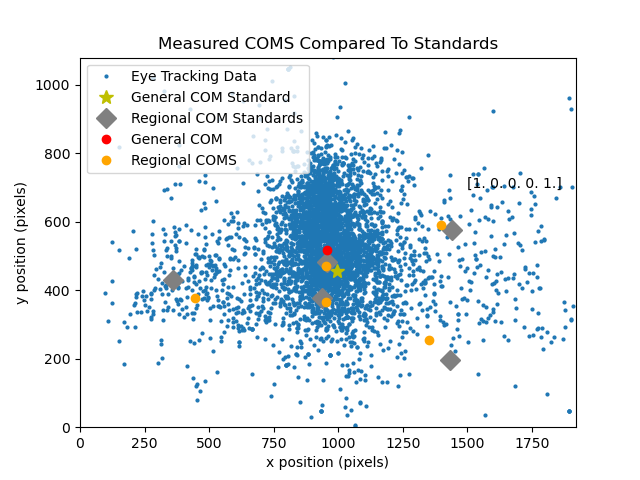 Measured COMS Compared To Standards
Eye Tracking Data
General COM Standard
Regional COM Standards
General COM
Regional COMS
[1. 0. 0. 0. 1.]
1000
800
600
400
200
0
y position (pixels)
0 250 500 750 1000 1250 1500 1750
x position (pixels)